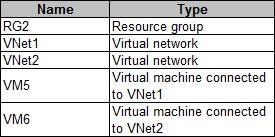 Name Type
RG2 Resource group
VNet1 Virtual network
VNet2 Virtual network
VM5 Virtual machine connected
to VNet1
VM6 Virtual machine connected
to VNet2